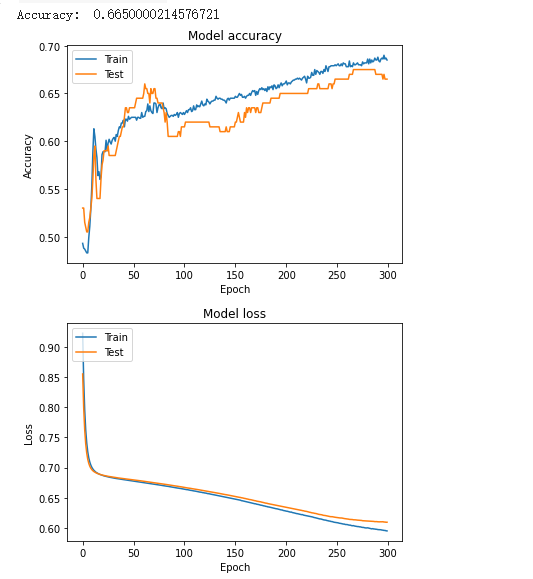 Accuracy: 0.6650000214576721
Model accuracy
Train
Test
0.70
0.65
0.60
0.55
0.50
Accuracy
0 50 100 150 200 250 300
Epoch
Model loss
Train
Test
0.90
0.85
0.80
0.75
0.70
0.65
0.60
Loss
0 50 100 150 200 250 300
Epoch